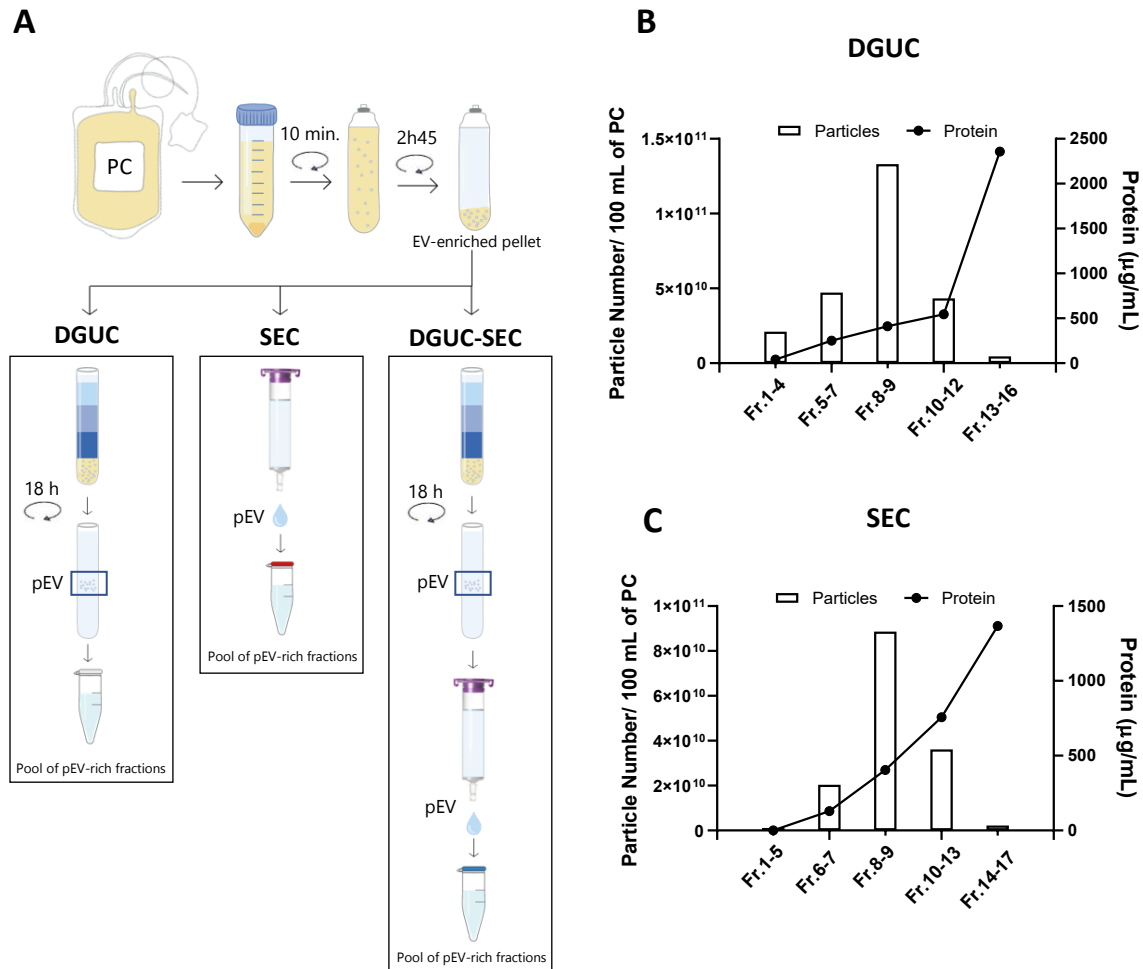 A
PC
10 min.
2h45
EV-enriched pellet
DGUC
SEC
DGUC-SEC
18 h
pEV
Pool of pEV-rich fractions
pEV
Pool of pEV-rich fractions
18 h
pEV
pEV
Pool of pEV-rich fractions
B
DGUC
Particles
Protein
Particle Number/ 100 mL of PC
1.5×10¹¹
1×10¹¹
5×10¹⁰
0
2500
2000
1500
1000
500
0
Protein (μg/mL)
Fr.1-4
Fr.5-7
Fr.8-9
Fr.10-12
Fr.13-16
C
SEC
Particles
Protein
Particle Number/ 100 mL of PC
1×10¹¹
8×10¹⁰
6×10¹⁰
4×10¹⁰
2×10¹⁰
0
1500
1000
500
0
Protein (μg/mL)
Fr.1-5
Fr.6-7
Fr.8-9
Fr.10-13
Fr.14-17